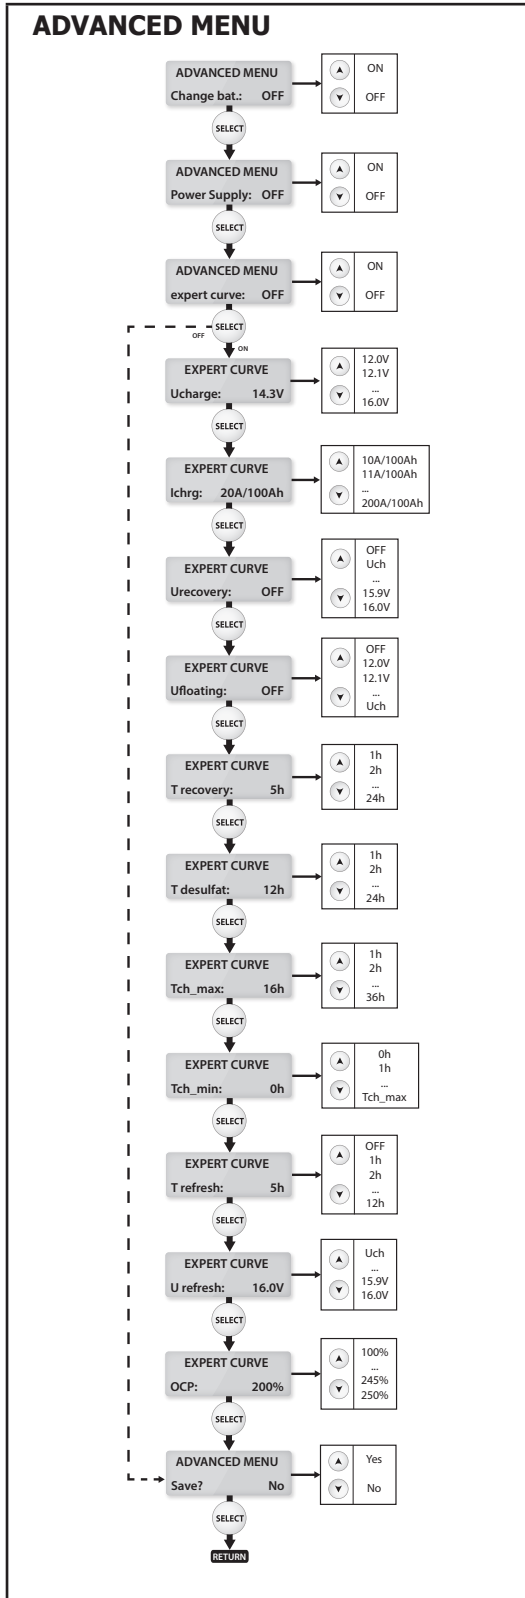 ADVANCED MENU
ADVANCED MENU
Change bat.: OFF
ON
OFF
SELECT
ADVANCED MENU
Power Supply: OFF
ON
OFF
SELECT
ADVANCED MENU
expert curve: OFF
ON
OFF
SELECT
OFF
ON
EXPERT CURVE
Ucharge: 14.3V
12.0V
12.1V
...
16.0V
SELECT
EXPERT CURVE
Ichrg: 20A/100Ah
10A/100Ah
11A/100Ah
...
200A/100Ah
SELECT
EXPERT CURVE
Urecovery: OFF
OFF
Uch
...
15.9V
16.0V
SELECT
EXPERT CURVE
Ufloating: OFF
OFF
12.0V
12.1V
...
Uch
SELECT
EXPERT CURVE
T recovery: 5h
1h
2h
...
24h
SELECT
EXPERT CURVE
T desulfat: 12h
1h
2h
...
24h
SELECT
EXPERT CURVE
Tch_max: 16h
1h
2h
...
36h
SELECT
EXPERT CURVE
Tch_min: 0h
0h
1h
...
Tch_max
SELECT
EXPERT CURVE
T refresh: 5h
OFF
1h
2h
...
12h
SELECT
EXPERT CURVE
U refresh: 16.0V
Uch
...
15.9V
16.0V
SELECT
EXPERT CURVE
OCP: 200%
100%
...
245%
250%
SELECT
ADVANCED MENU
Save? No
Yes
No
SELECT
RETURN